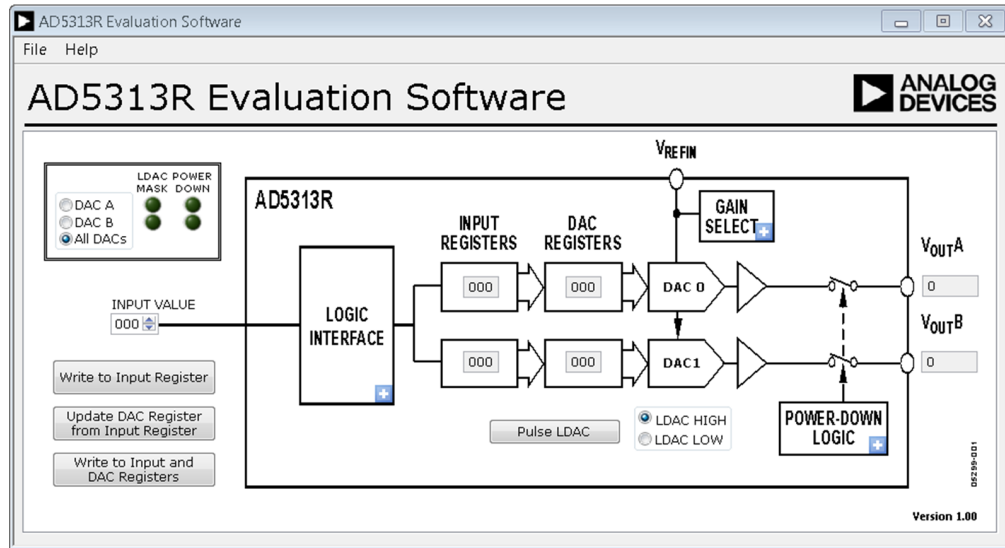 AD5313R Evaluation Software
File Help
AD5313R Evaluation Software
ANALOG
DEVICES
LDAC POWER
MASK DOWN
DAC A
DAC B
All DACs
INPUT VALUE
000
Write to Input Register
Update DAC Register
from Input Register
Write to Input and
DAC Registers
AD5313R
VREFIN
GAIN
SELECT
INPUT
REGISTERS
DAC
REGISTERS
LOGIC
INTERFACE
000 000 DAC 0
000 000 DAC 1
VOUTA
0
VOUTB
0
Pulse LDAC
LDAC HIGH
LDAC LOW
POWER-DOWN
LOGIC
05299-001
Version 1.00